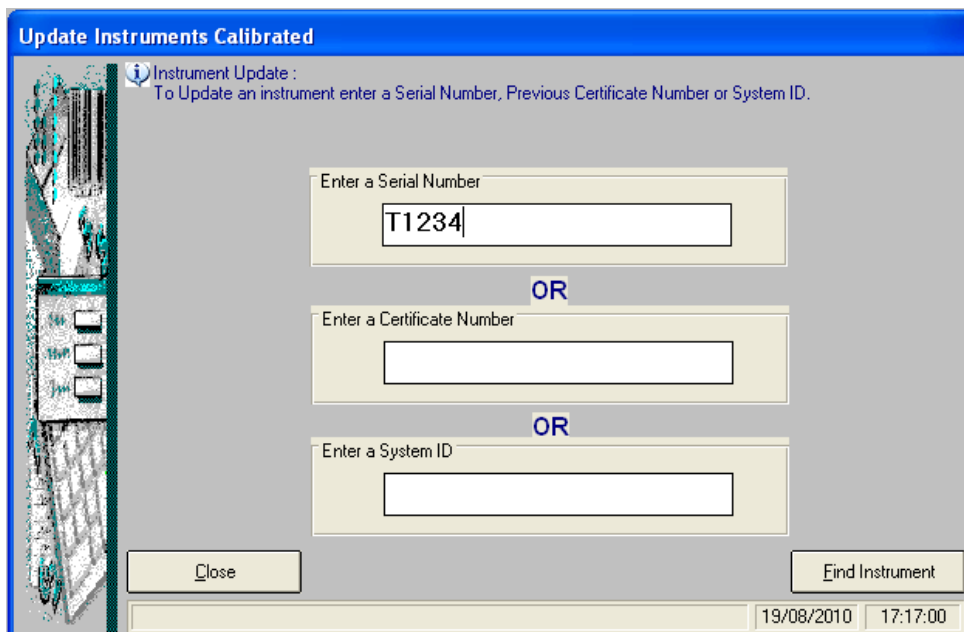 Update Instruments Calibrated
Instrument Update :
To Update an instrument enter a Serial Number, Previous Certificate Number or System ID.
Enter a Serial Number
T1234
OR
Enter a Certificate Number
OR
Enter a System ID
Close
Find Instrument
19/08/2010
17:17:00